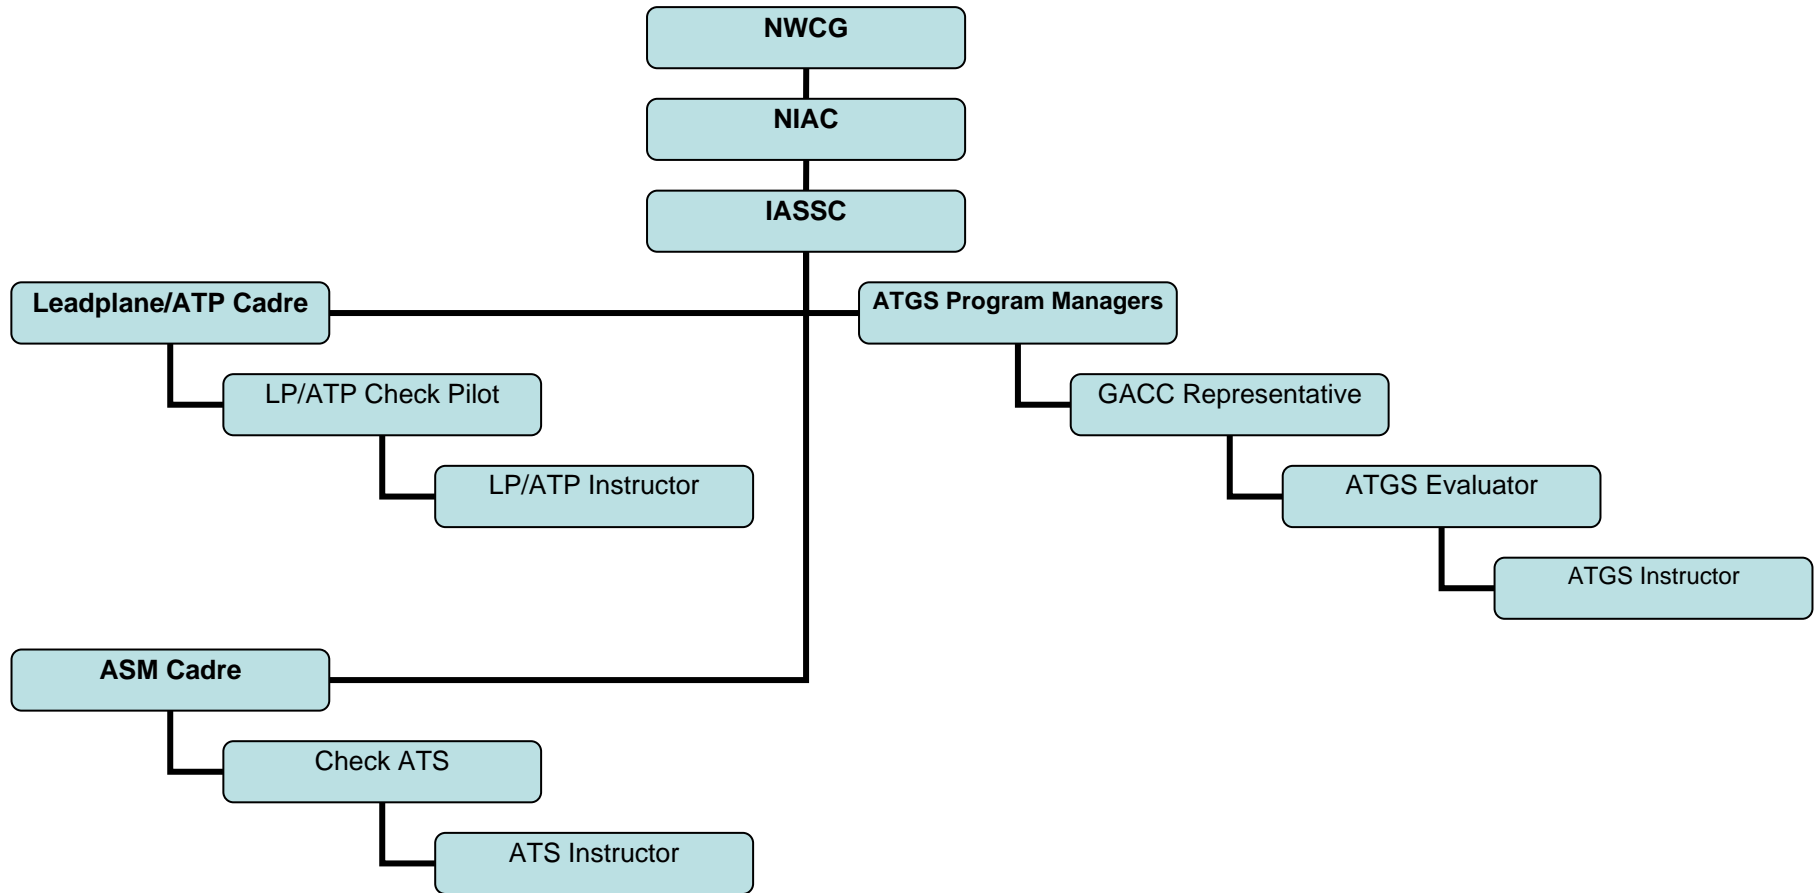 NWCG
NIAC
IASSC
Leadplane/ATP Cadre
ATGS Program Managers
LP/ATP Check Pilot
GACC Representative
LP/ATP Instructor
ATGS Evaluator
ATGS Instructor
ASM Cadre
Check ATS
ATS Instructor